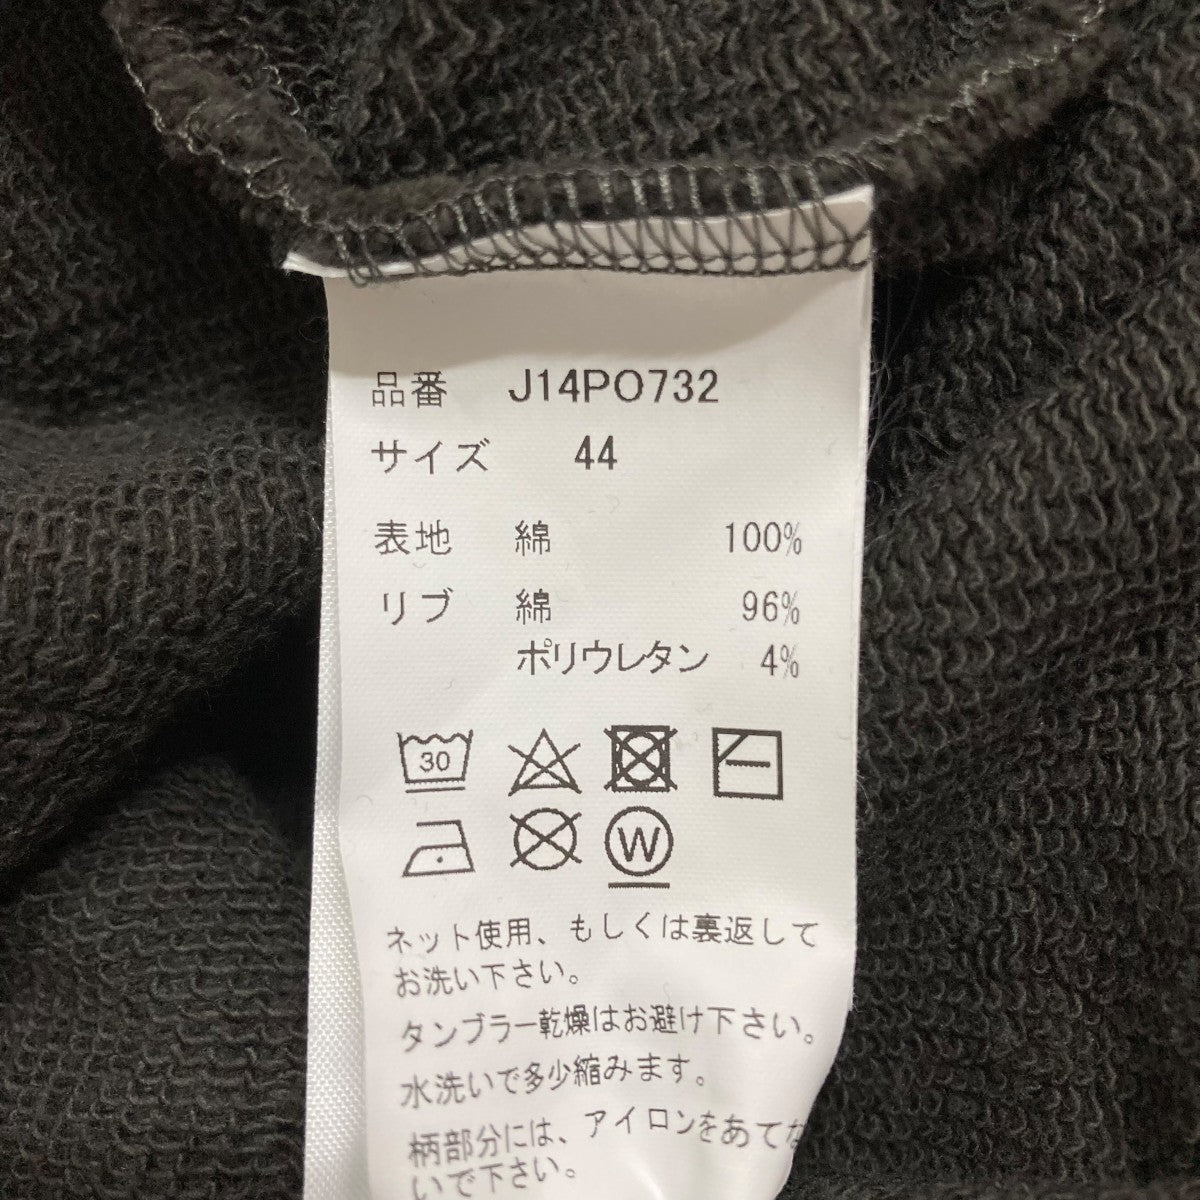 品番 J14PO732
サイズ 44
表地 綿 100%
リブ 綿 96%
ポリウレタン 4%
30
W
ネット使用、もしくは裏返して
お洗い下さい。
タンブラー乾燥はお避け下さい。
水洗いで多少縮みます。
柄部分には、アイロンをあてな
いで下さい。